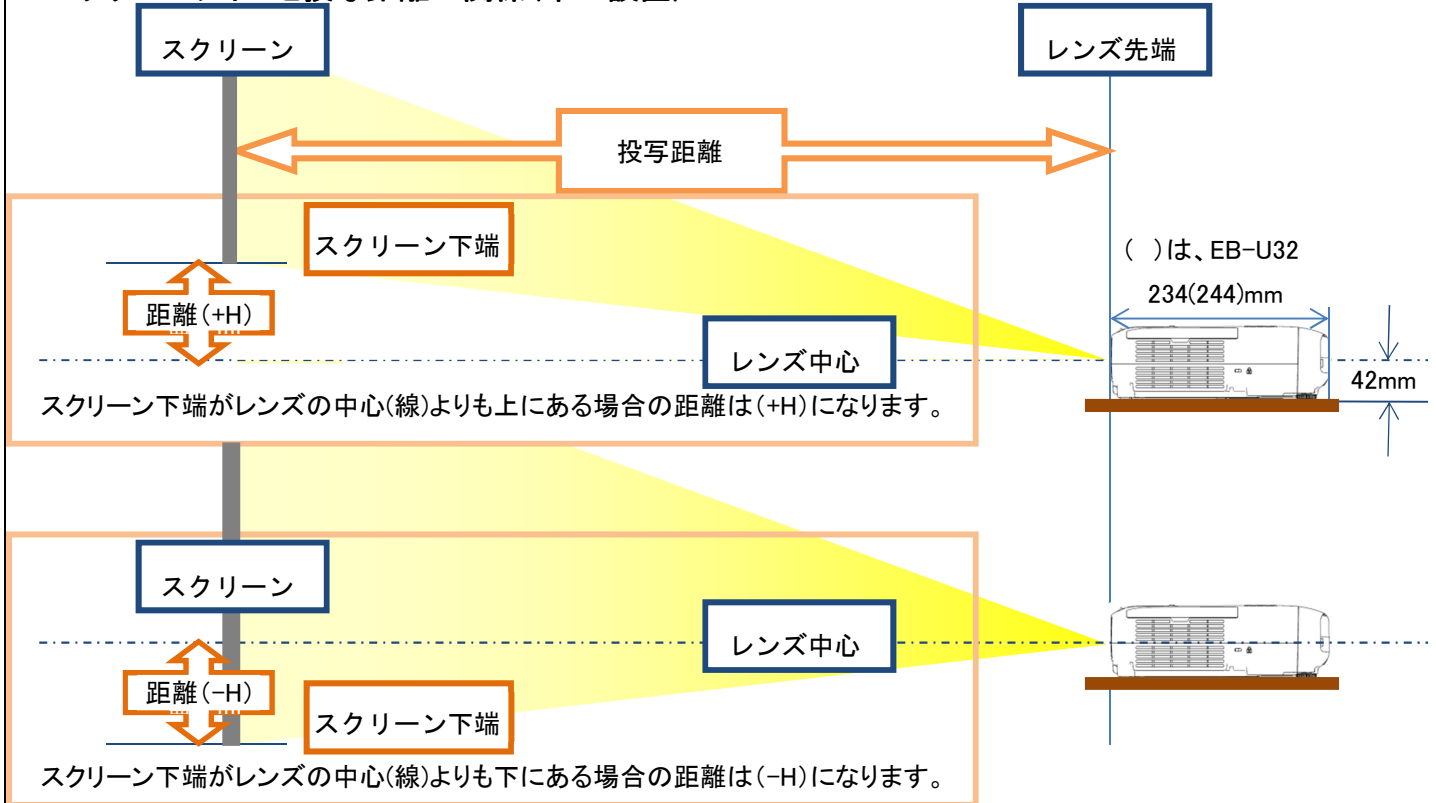 スクリーン
レンズ先端
投写距離
スクリーン下端
( )は、EB-U32
234(244)mm
距離(+H)
レンズ中心
42mm
スクリーン下端がレンズの中心(線)よりも上にある場合の距離は(+H)になります。
スクリーン
レンズ中心
距離(-H)
スクリーン下端
スクリーン下端がレンズの中心(線)よりも下にある場合の距離は(-H)になります。